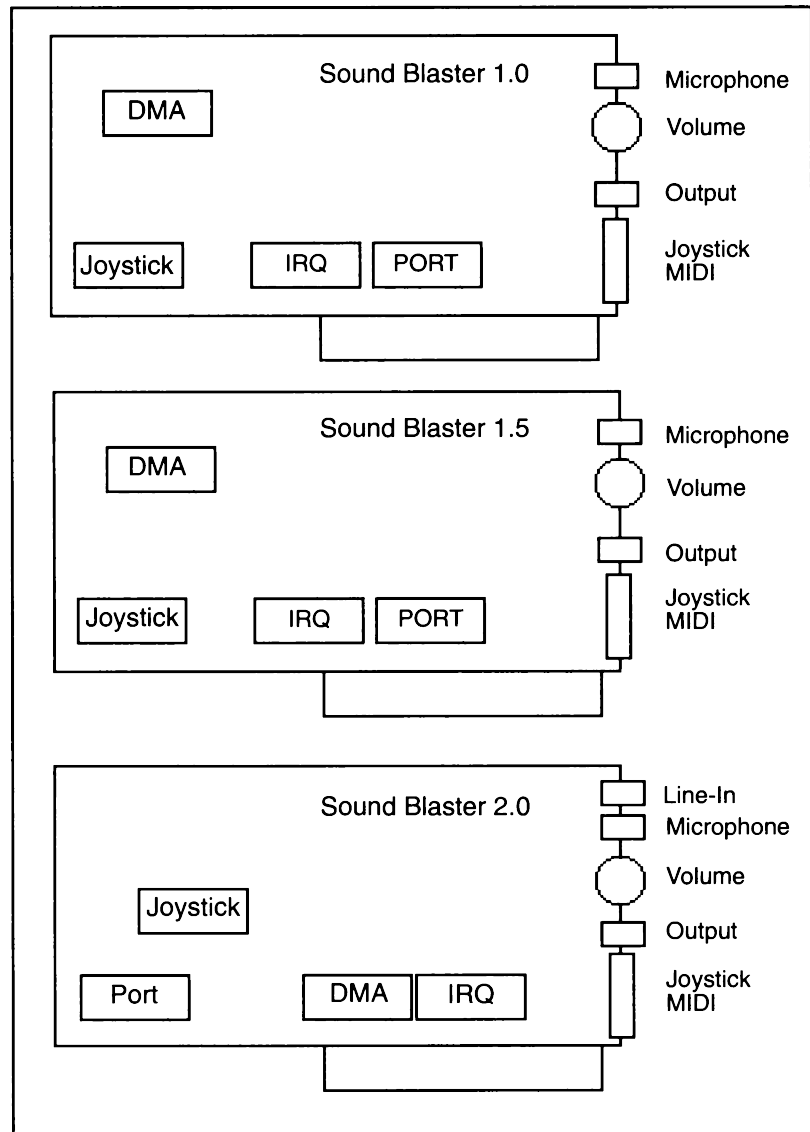 Sound Blaster 1.0
Microphone
DMA
Volume
Output
Joystick
IRQ
PORT
Joystick
MIDI
Sound Blaster 1.5
Microphone
DMA
Volume
Output
Joystick
IRQ
PORT
Joystick
MIDI
Sound Blaster 2.0
Line-In
Microphone
Volume
Joystick
Output
Port
DMA
IRQ
Joystick
MIDI